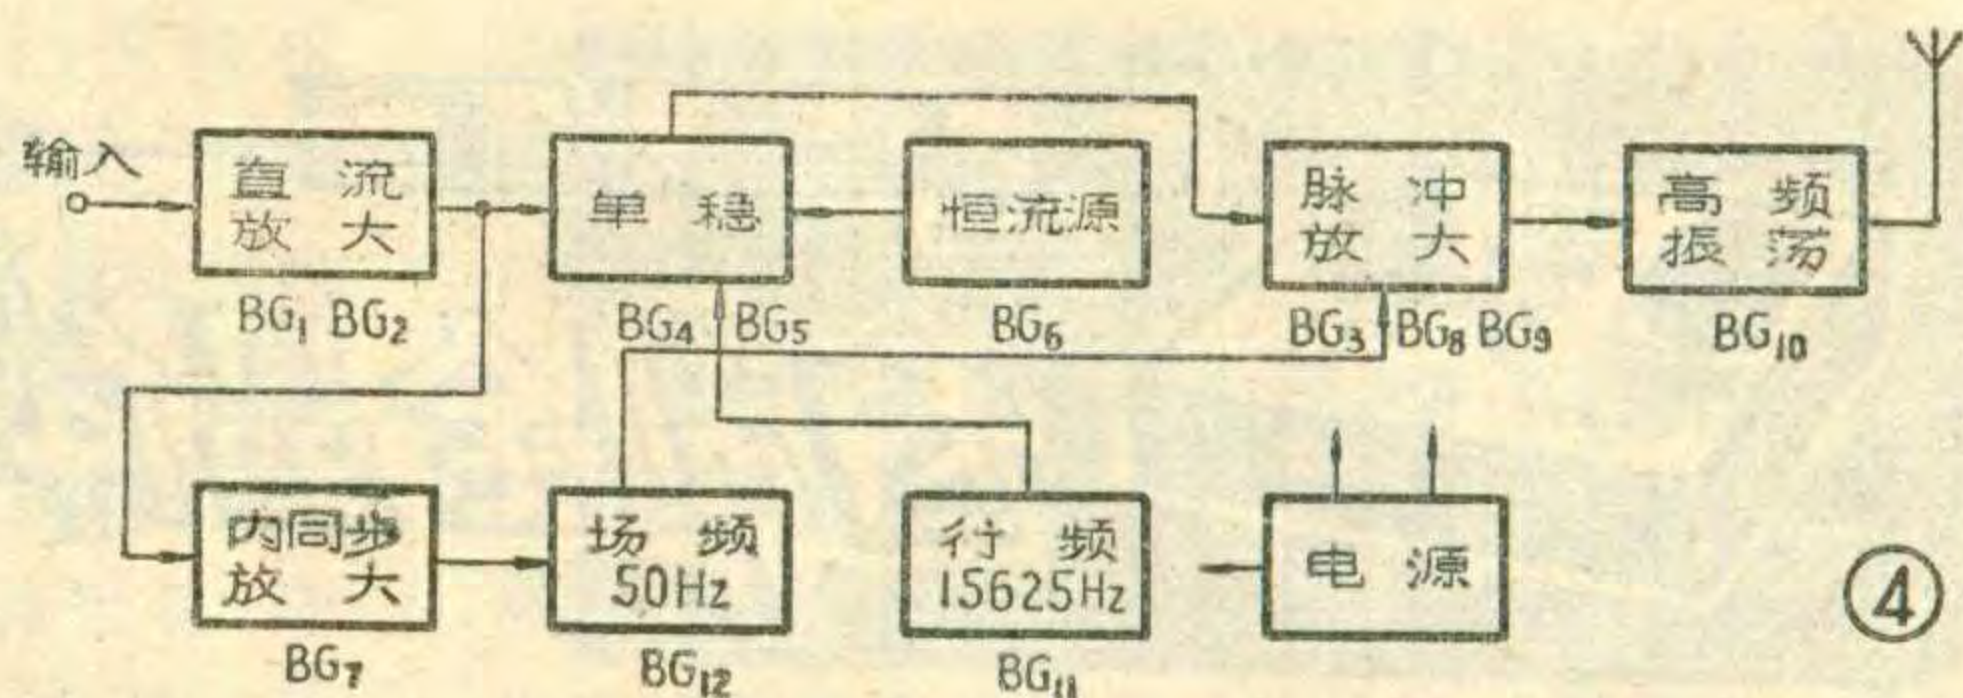 输入
直流
放大
BG₁ BG₂
单稳
BG₄ BG₅
恒流源
BG₆
脉冲
放大
BG₃ BG₈ BG₉
高频
振荡
BG₁₀
内同步
放大
BG₇
场频
50Hz
BG₁₂
行频
15625Hz
BG₁₁
电源
④